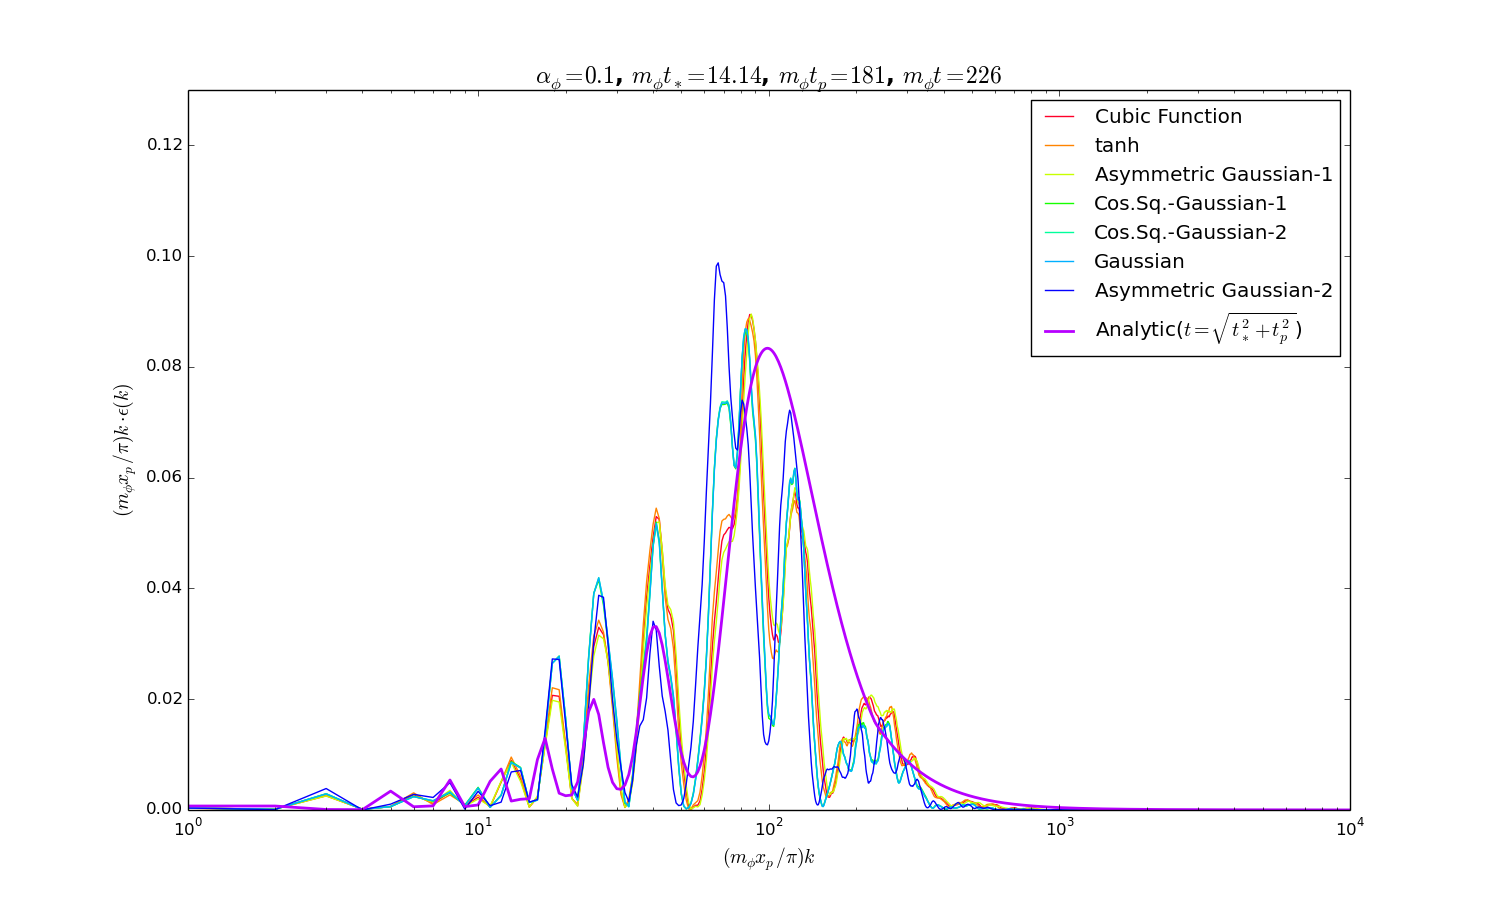 α_ϕ=0.1, m_ϕt_*=14.14, m_ϕt_p=181, m_ϕt=226
Cubic Function
tanh
Asymmetric Gaussian-1
Cos.Sq.-Gaussian-1
Cos.Sq.-Gaussian-2
Gaussian
Asymmetric Gaussian-2
Analytic(t=√(t_*^2+t_p^2))
0.12
0.10
0.08
0.06
0.04
0.02
0.00
(m_ϕx_p/π)k·ϵ(k)
10^0 10^1 10^2 10^3 10^4
(m_ϕx_p/π)k